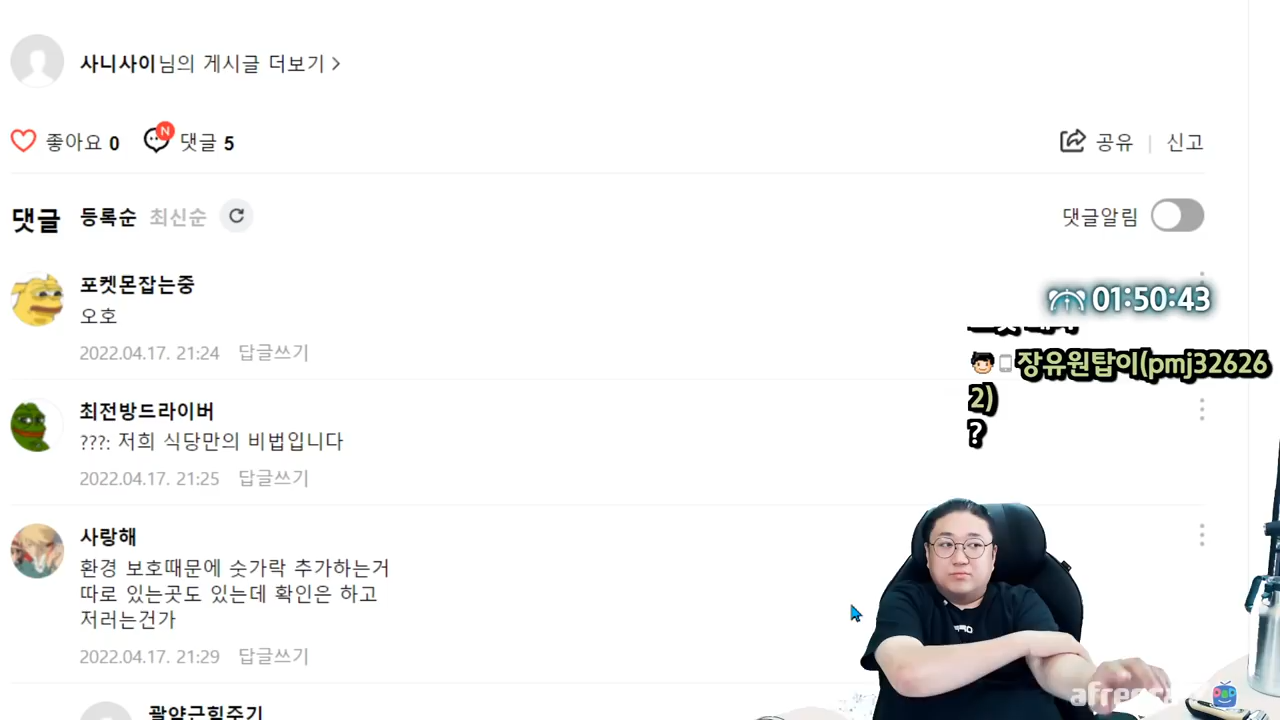 사니사이님의 게시글 더보기 >
좋아요 0 댓글 5
공유 | 신고
댓글 등록순 최신순
댓글알림
포켓몬잡는중
오호
2022.04.17. 21:24 답글쓰기
01:50:43
장유원탑이(pmj32626
2)
?
최전방드라이버
???: 저희 식당만의 비법입니다
2022.04.17. 21:25 답글쓰기
사랑해
환경 보호때문에 숫가락 추가하는거
따로 있는곳도 있는데 확인은 하고
저러는건가
2022.04.17. 21:29 답글쓰기
괄약근힘주기